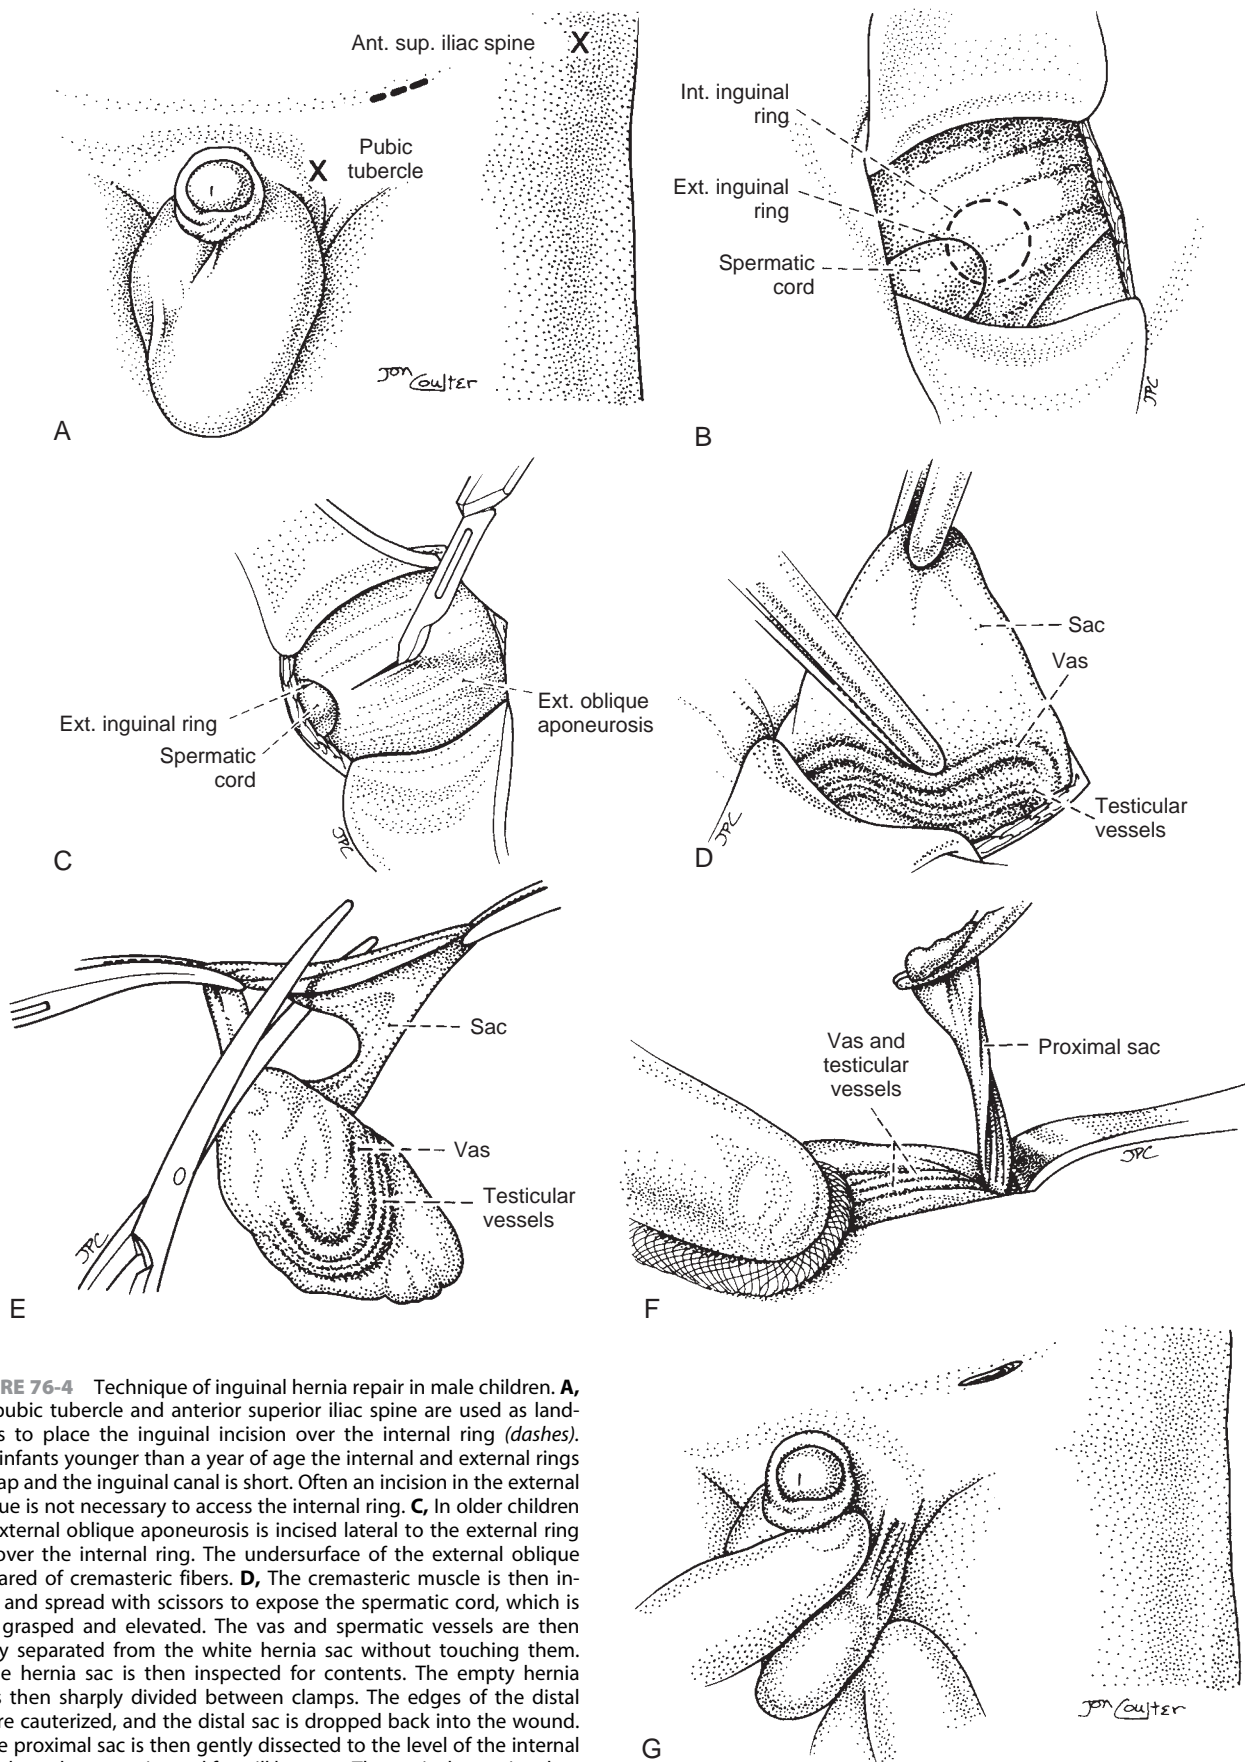 Ant. sup. iliac spine
X
Pubic
tubercle
X
Jon Coulter
A
Int. inguinal
ring
Ext. inguinal
ring
Spermatic
cord
JPC
B
Ext. inguinal ring
Spermatic
cord
Ext. oblique
aponeurosis
JPC
C
Sac
Vas
Testicular
vessels
JPC
D
Sac
Vas
Testicular
vessels
JPC
E
Vas and
testicular
vessels
Proximal sac
JPC
F
RE 76-4 Technique of inguinal hernia repair in male children. A,
pubic tubercle and anterior superior iliac spine are used as land-
s to place the inguinal incision over the internal ring (dashes).
infants younger than a year of age the internal and external rings
ap and the inguinal canal is short. Often an incision in the external
ue is not necessary to access the internal ring. C, In older children
xternal oblique aponeurosis is incised lateral to the external ring
over the internal ring. The undersurface of the external oblique
ared of cremasteric fibers. D, The cremasteric muscle is then in-
and spread with scissors to expose the spermatic cord, which is
grasped and elevated. The vas and spermatic vessels are then
y separated from the white hernia sac without touching them.
e hernia sac is then inspected for contents. The empty hernia
s then sharply divided between clamps. The edges of the distal
re cauterized, and the distal sac is dropped back into the wound.
e proximal sac is then gently dissected to the level of the internal
Jon Coulter
G